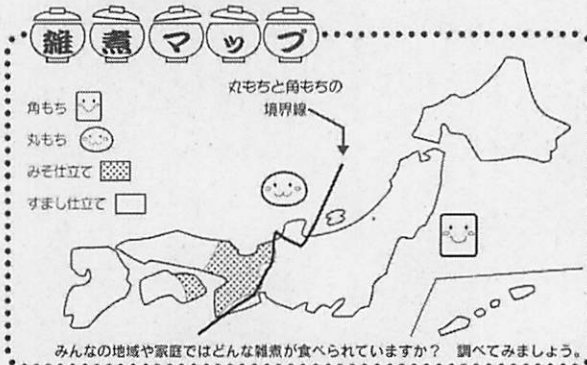 雑煮マップ
丸もちと角もちの
境界線
角もち
丸もち
みそ仕立て
すまし仕立て
みんなの地域や家庭ではどんな雑煮が食べられていますか？　調べてみましょう。